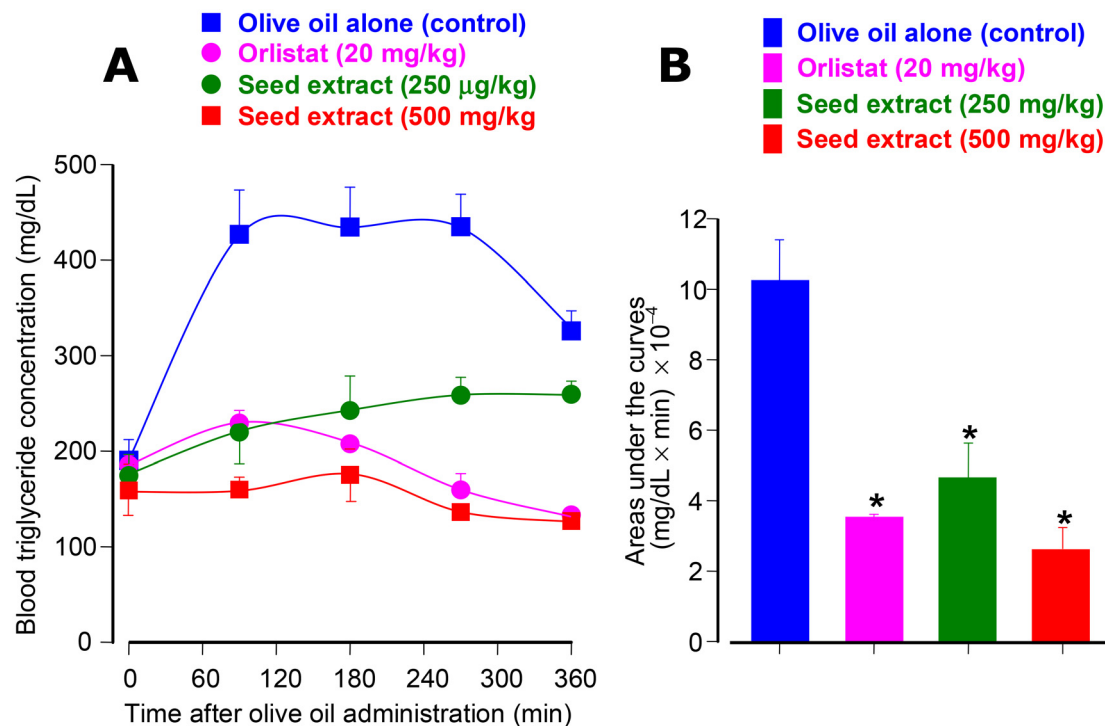 A
Olive oil alone (control)
Orlistat (20 mg/kg)
Seed extract (250 µg/kg)
Seed extract (500 mg/kg
Blood triglyceride concentration (mg/dL)
500
400
300
200
100
0
0 60 120 180 240 300 360
Time after olive oil administration (min)
B
Olive oil alone (control)
Orlistat (20 mg/kg)
Seed extract (250 mg/kg)
Seed extract (500 mg/kg)
Areas under the curves
(mg/dL × min) × 10⁻⁴
12
10
8
6
4
2
0
*
*
*